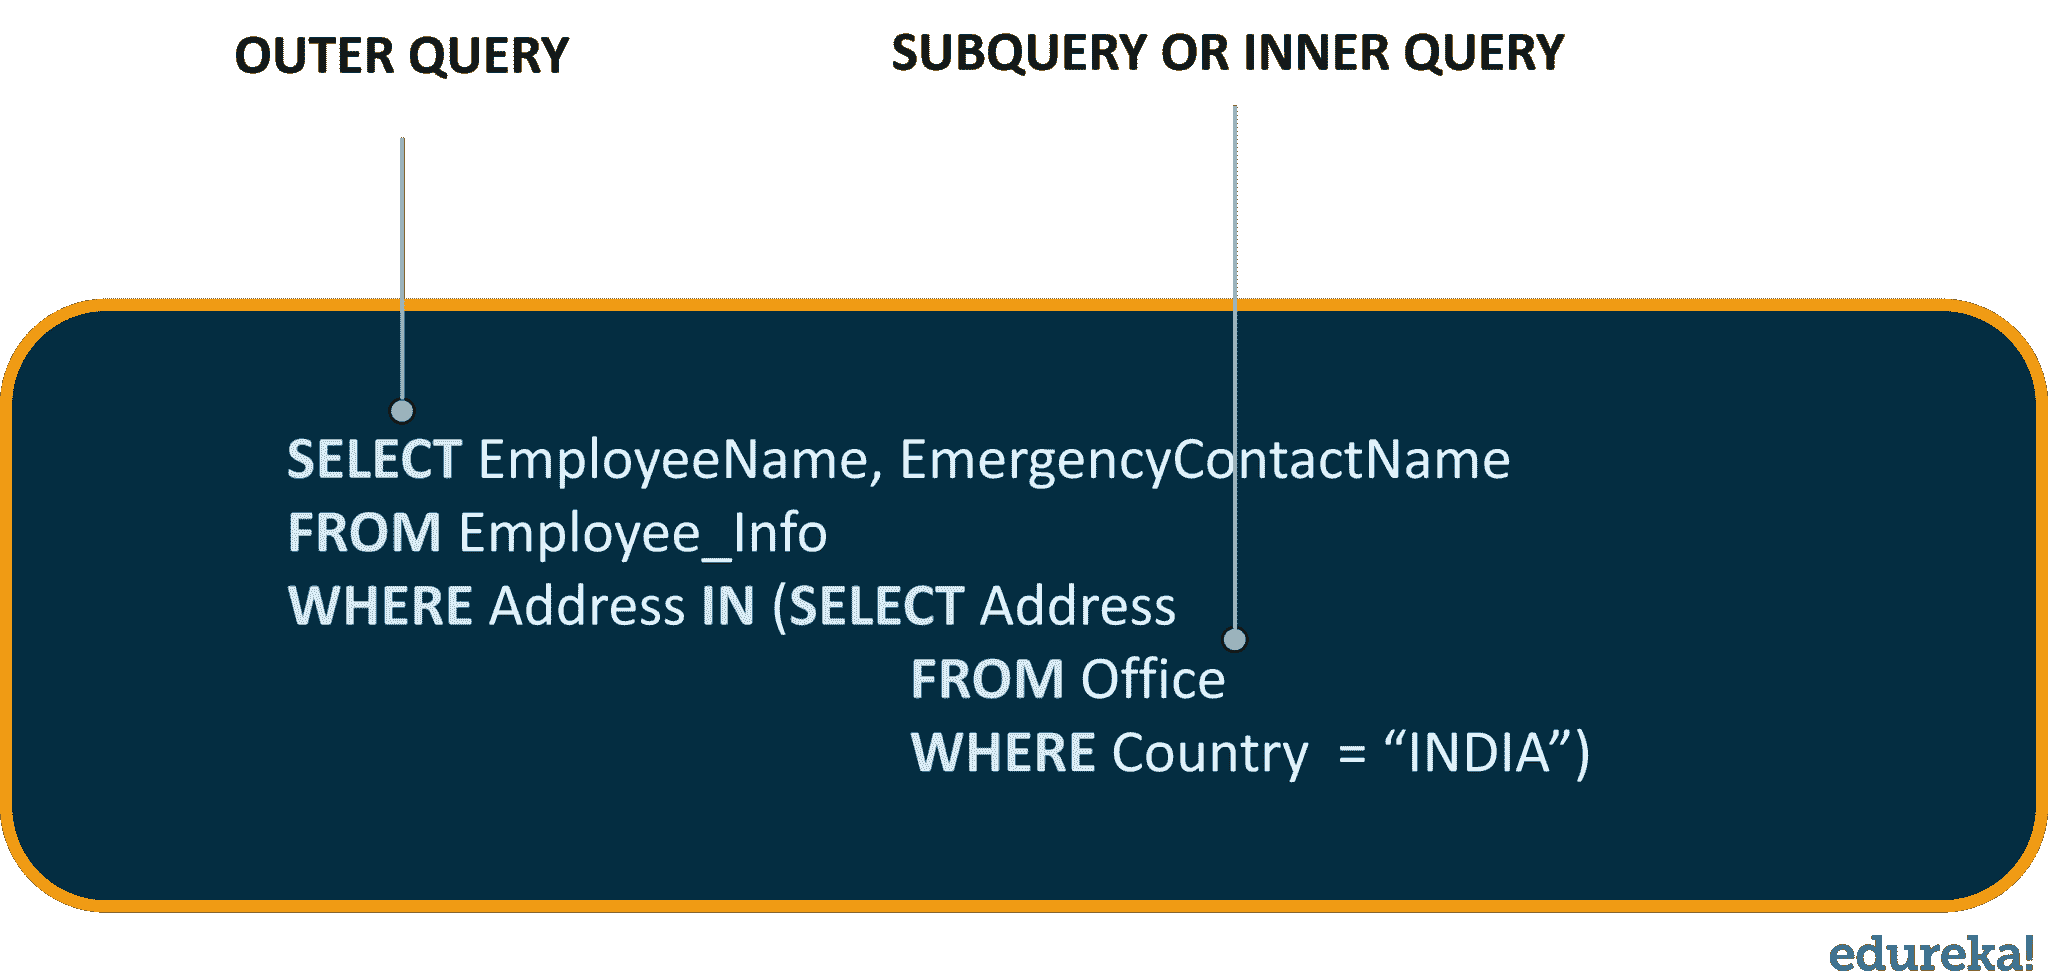 OUTER QUERY
SUBQUERY OR INNER QUERY
SELECT EmployeeName, EmergencyContactName
FROM Employee_Info
WHERE Address IN (SELECT Address
FROM Office
WHERE Country  = “INDIA”)
edureka!